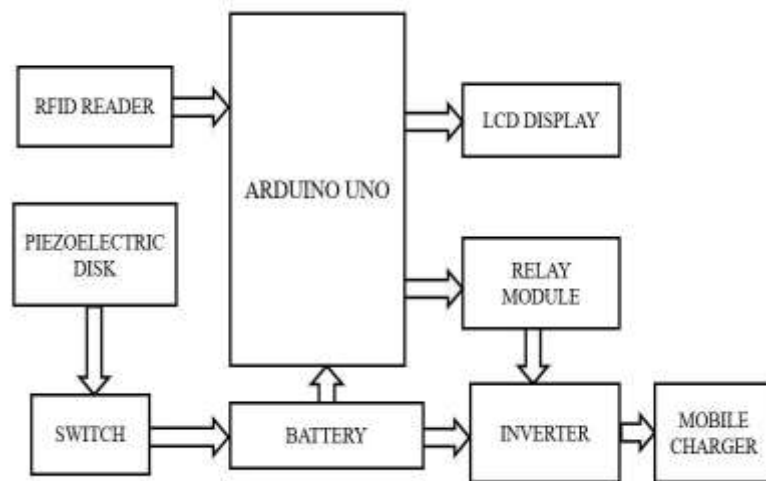 RFID READER
ARDUINO UNO
LCD DISPLAY
PIEZOELECTRIC
DISK
RELAY
MODULE
SWITCH
BATTERY
INVERTER
MOBILE
CHARGER